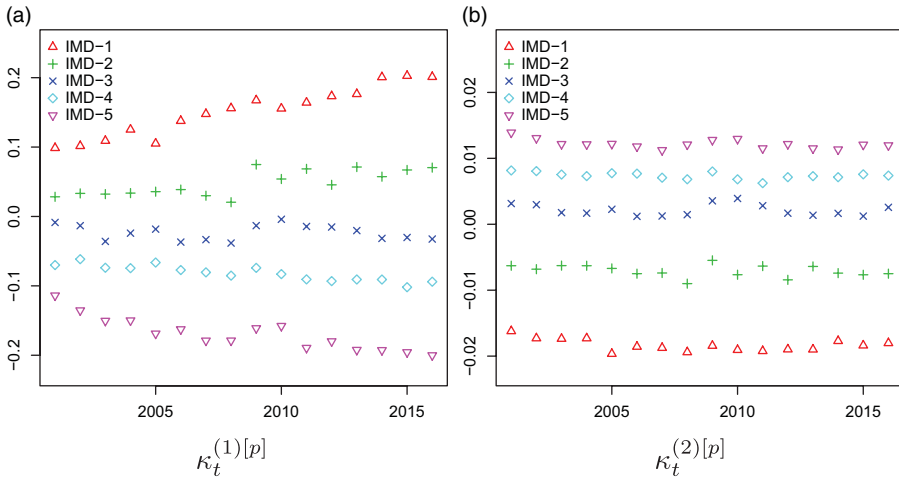 (a)
IMD−1
IMD−2
IMD−3
IMD−4
IMD−5
0.2
0.1
0.0
−0.1
−0.2
2005 2010 2015
κ_t^{(1)[p]}
(b)
IMD−1
IMD−2
IMD−3
IMD−4
IMD−5
0.02
0.01
0.00
−0.01
−0.02
2005 2010 2015
κ_t^{(2)[p]}